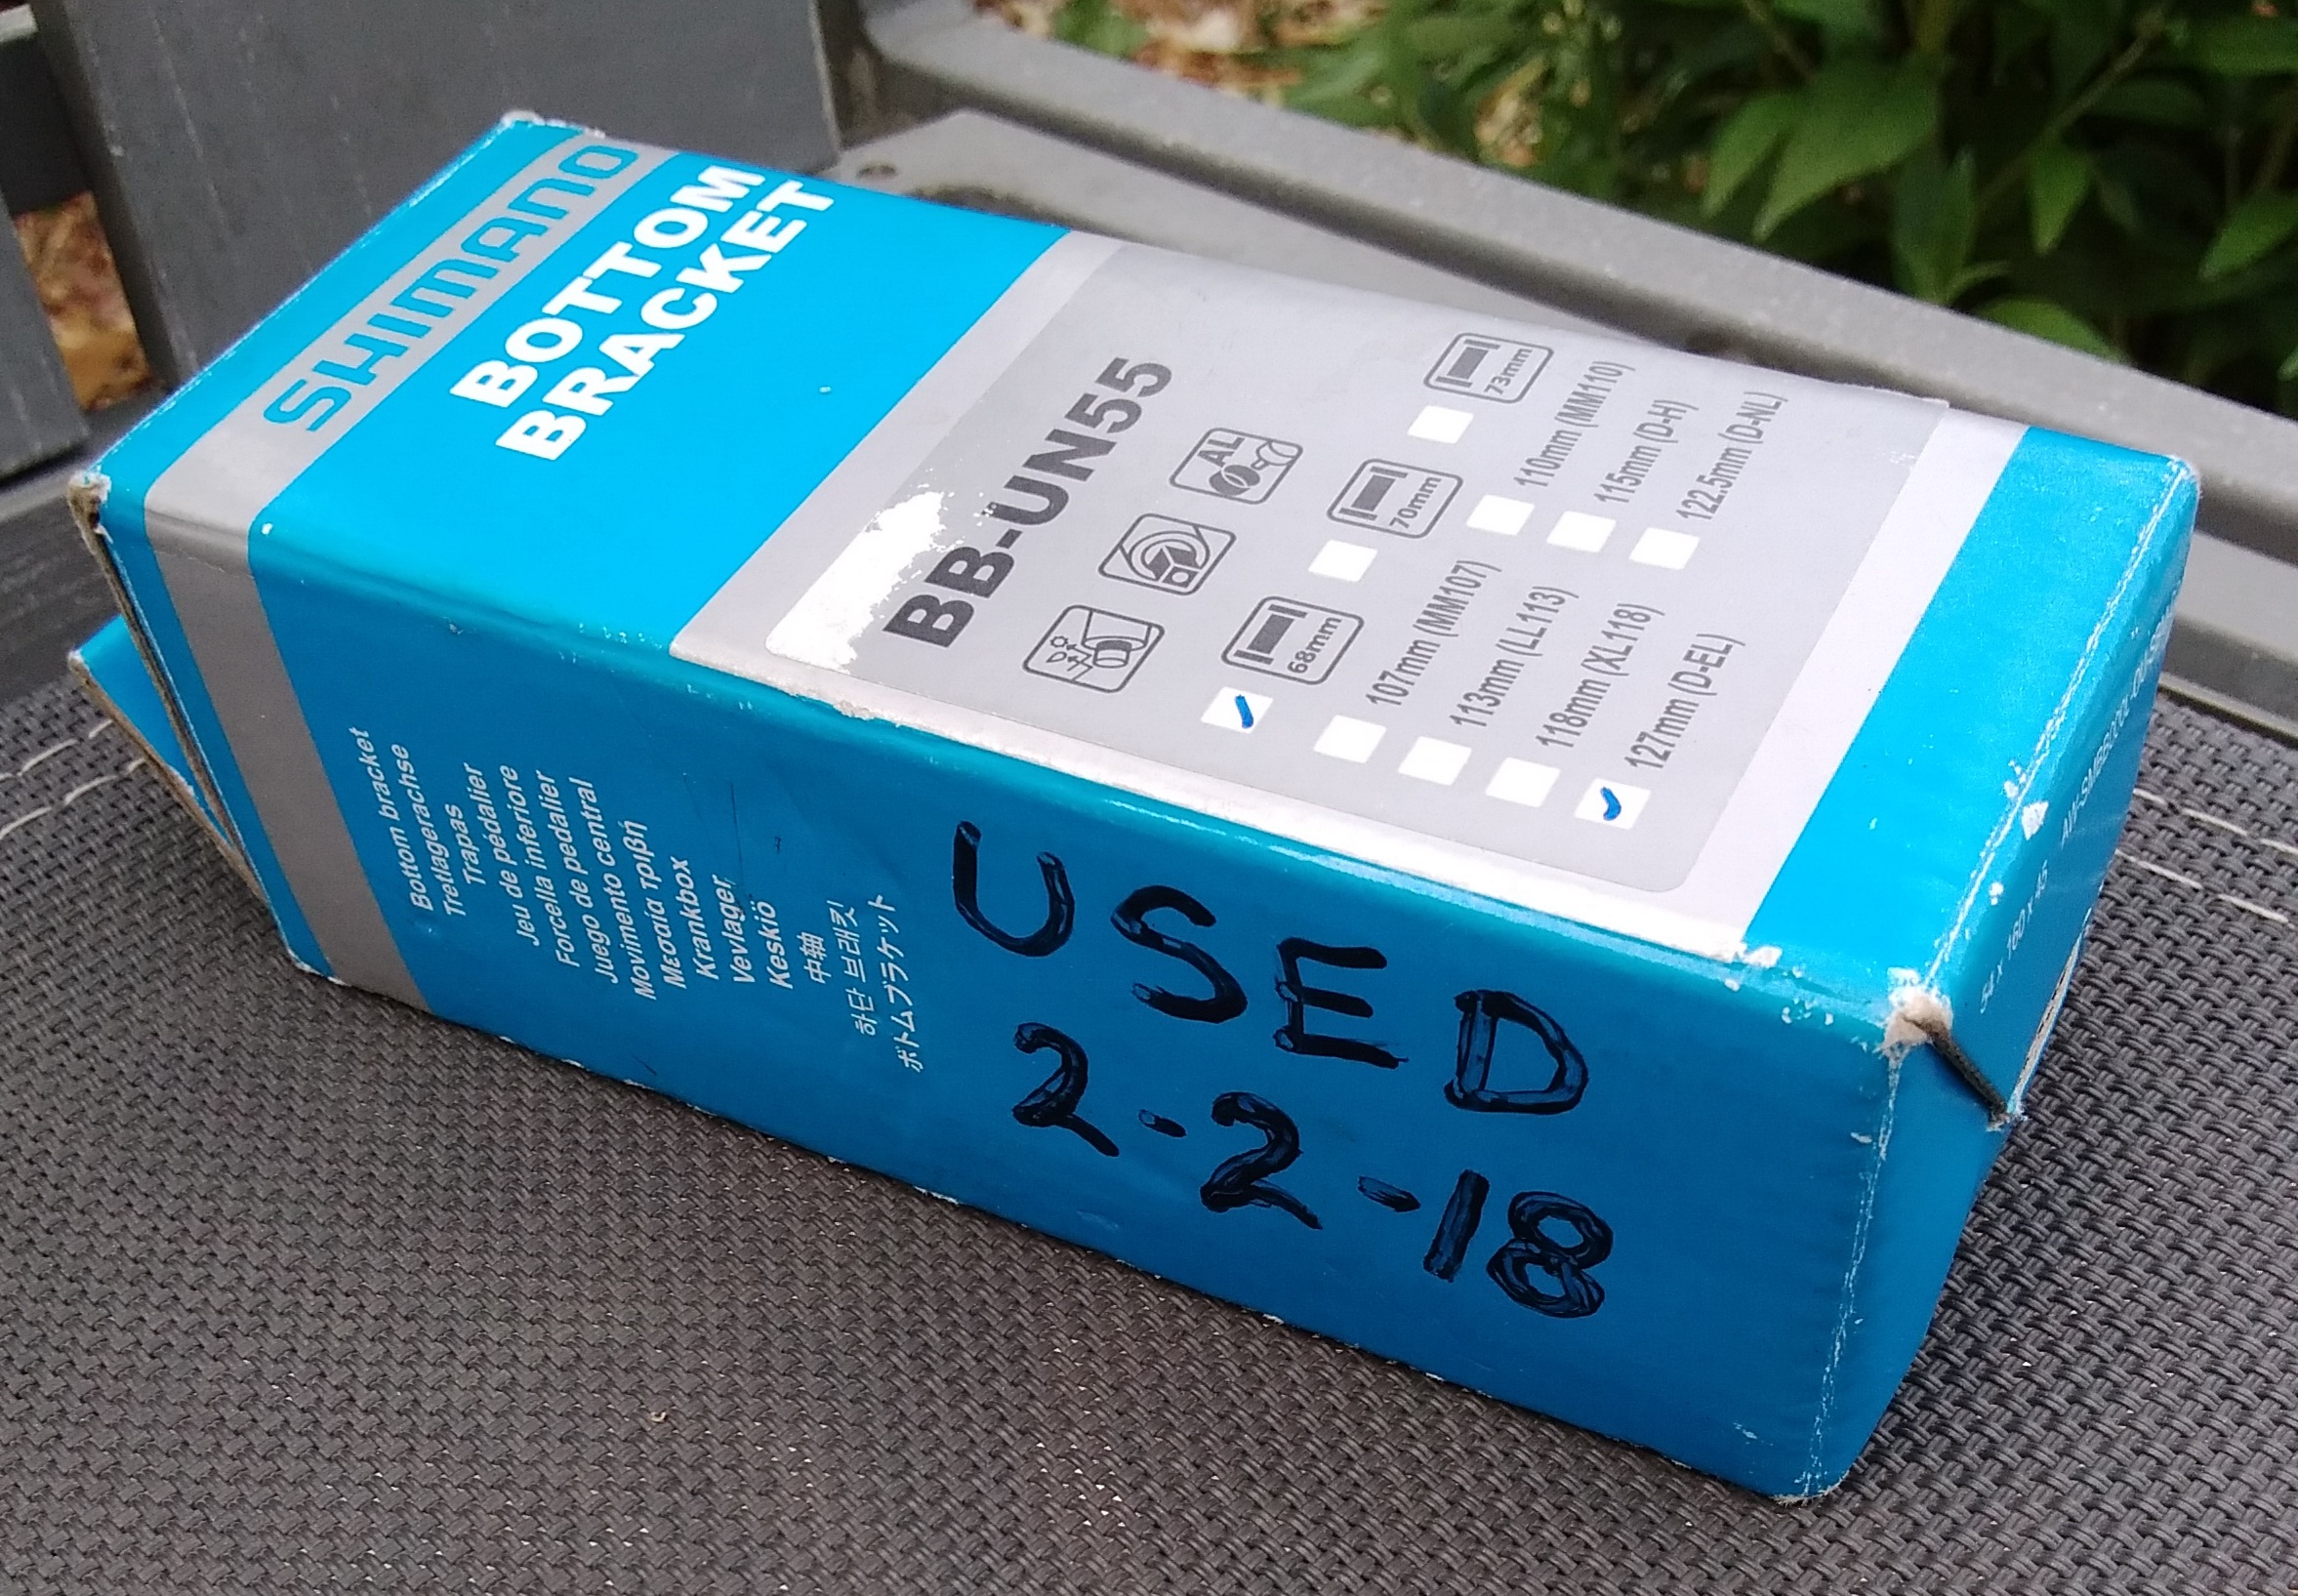 SHIMANO
BOTTOM
BRACKET
BB-UN55
AL
68mm
70mm
73mm
107mm (MM107)
110mm (MM110)
113mm (LL113)
115mm (D-H)
118mm (XL118)
122.5mm (D-NL)
127mm (D-EL)
Bottom bracket
Tretlagerachse
Trapas
Jeu de pédalier
Forcella inferiore
Juego de pedalier
Movimento central
Μεσαία τριβή
Krankbox
Vevlager
Keskiö
中軸
하단 브래킷
ボトムブラケット
USED
2-2-18